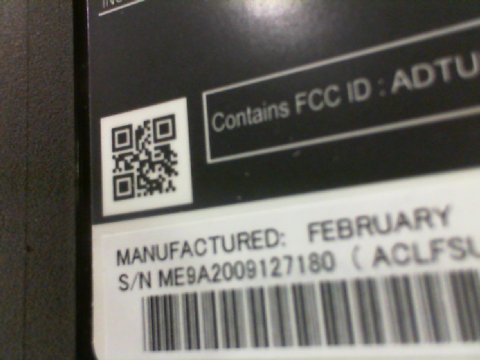 Contains FCC ID : ADTU
MANUFACTURED: FEBRUARY
S/N ME9A2009127180 ( ACLFSU